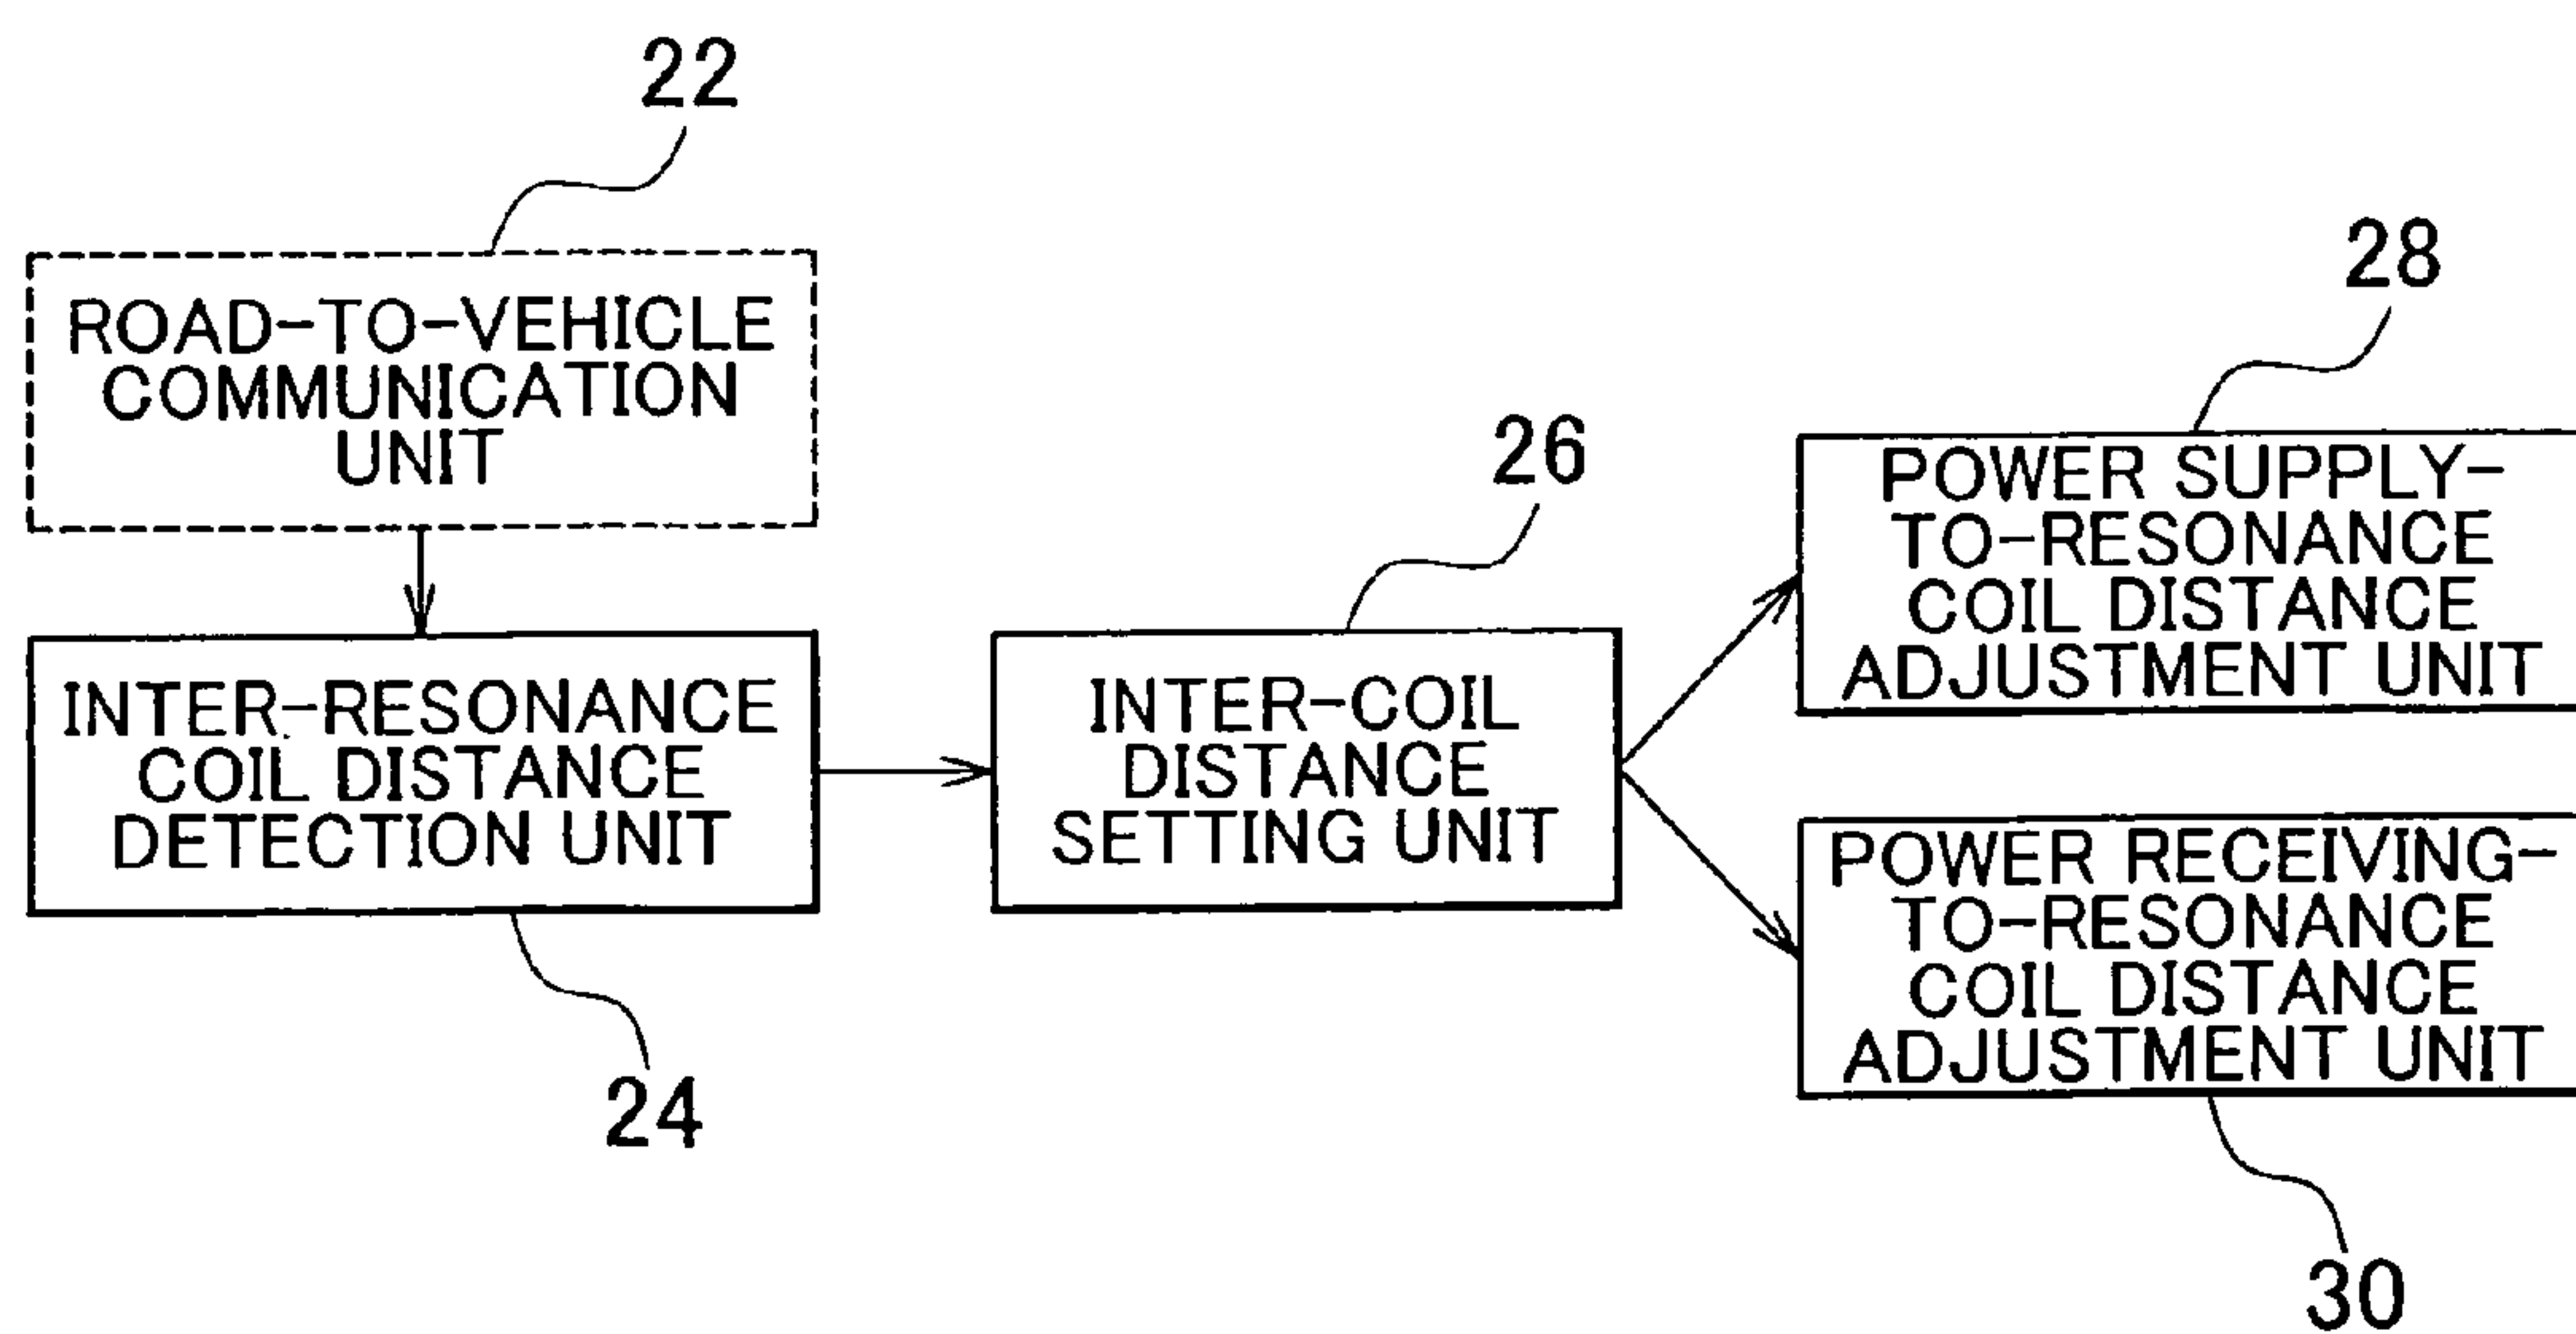 22
ROAD-TO-VEHICLE
COMMUNICATION
UNIT
INTER-RESONANCE
COIL DISTANCE
DETECTION UNIT
24
26
INTER-COIL
DISTANCE
SETTING UNIT
28
POWER SUPPLY-
TO-RESONANCE
COIL DISTANCE
ADJUSTMENT UNIT
POWER RECEIVING-
TO-RESONANCE
COIL DISTANCE
ADJUSTMENT UNIT
30